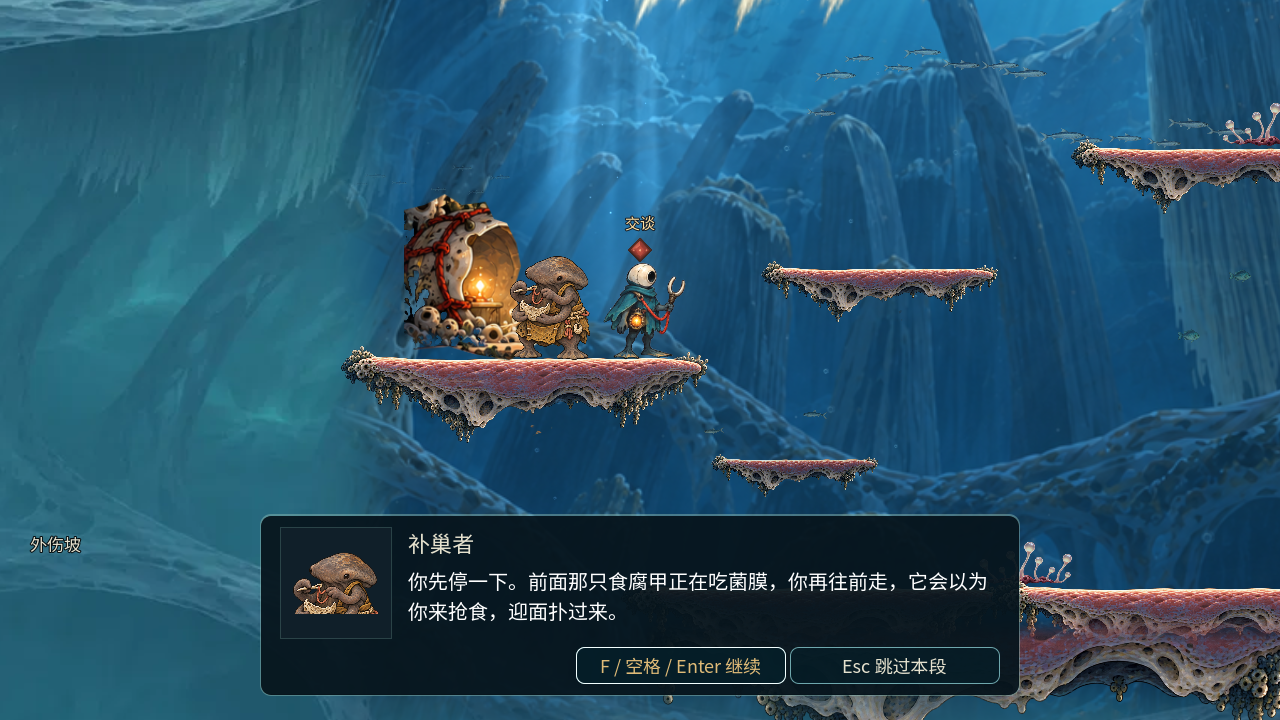 交谈
外伤坡
补巢者
你先停一下。前面那只食腐甲正在吃菌膜，你再往前走，它会以为
你来抢食，迎面扑过来。
F / 空格 / Enter 继续
Esc 跳过本段